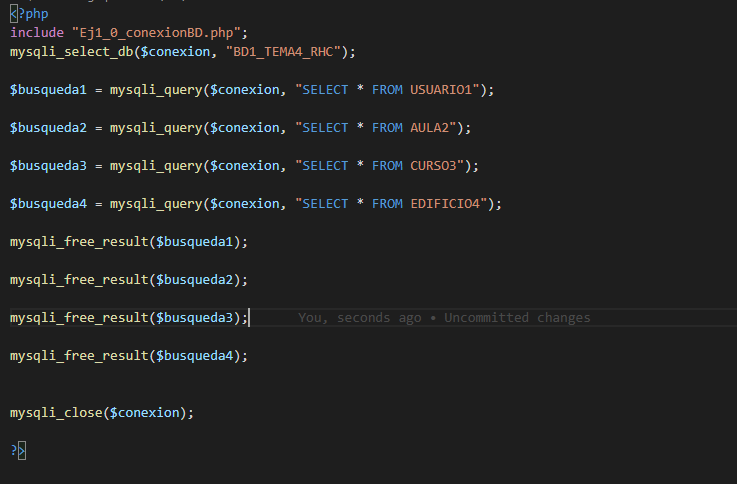 <?php
include "Ej1_0_conexionBD.php";
mysqli_select_db($conexion, "BD1_TEMA4_RHC");
$busqueda1 = mysqli_query($conexion, "SELECT * FROM USUARIO1");
$busqueda2 = mysqli_query($conexion, "SELECT * FROM AULA2");
$busqueda3 = mysqli_query($conexion, "SELECT * FROM CURSO3");
$busqueda4 = mysqli_query($conexion, "SELECT * FROM EDIFICIO4");
mysqli_free_result($busqueda1);
mysqli_free_result($busqueda2);
mysqli_free_result($busqueda3); You, seconds ago • Uncommitted changes
mysqli_free_result($busqueda4);
mysqli_close($conexion);
?>